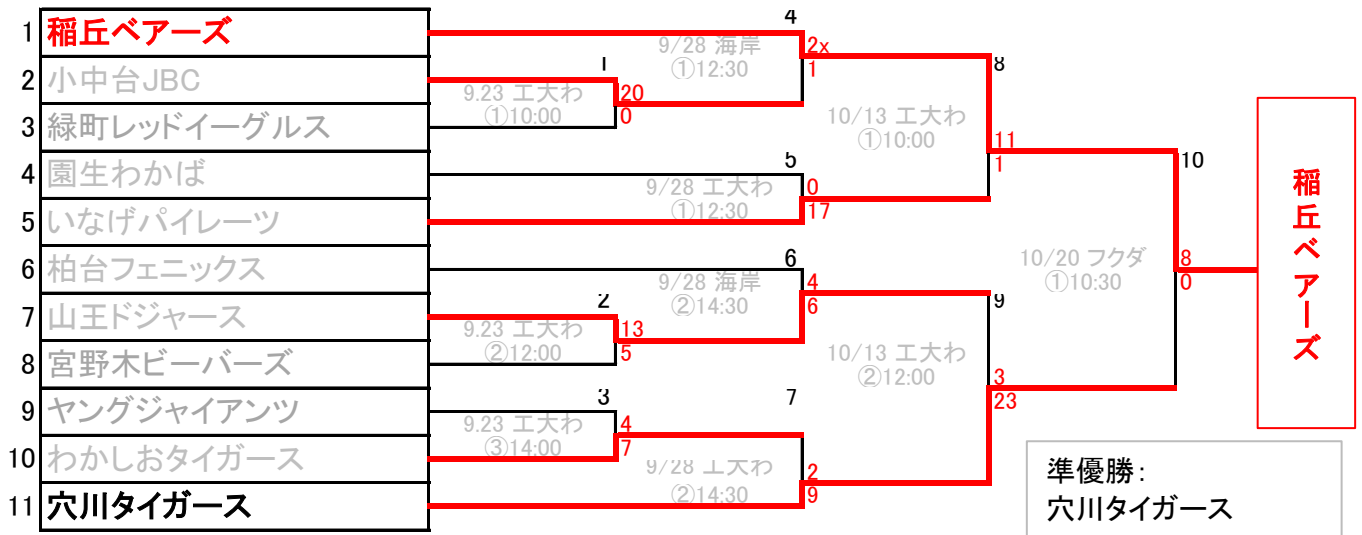 1 稲丘ベアーズ
2 小中台JBC
3 緑町レッドイーグルス
4 園生わかば
5 いなげパイレーツ
6 柏台フェニックス
7 山王ドジャース
8 宮野木ビーバーズ
9 ヤングジャイアンツ
10 わかしおタイガース
11 穴川タイガース
1
9.23 工大わ
①10:00
20
0
2
9.23 工大わ
②12:00
13
5
3
9.23 工大わ
③14:00
4
7
4
9/28 海岸
①12:30
2x
1
5
9/28 工大わ
①12:30
0
17
6
9/28 海岸
②14:30
4
6
7
9/28 工大わ
②14:30
2
9
8
10/13 工大わ
①10:00
11
1
9
10/13 工大わ
②12:00
3
23
10
10/20 フクダ
①10:30
8
0
稲丘ベアーズ
準優勝：
穴川タイガース